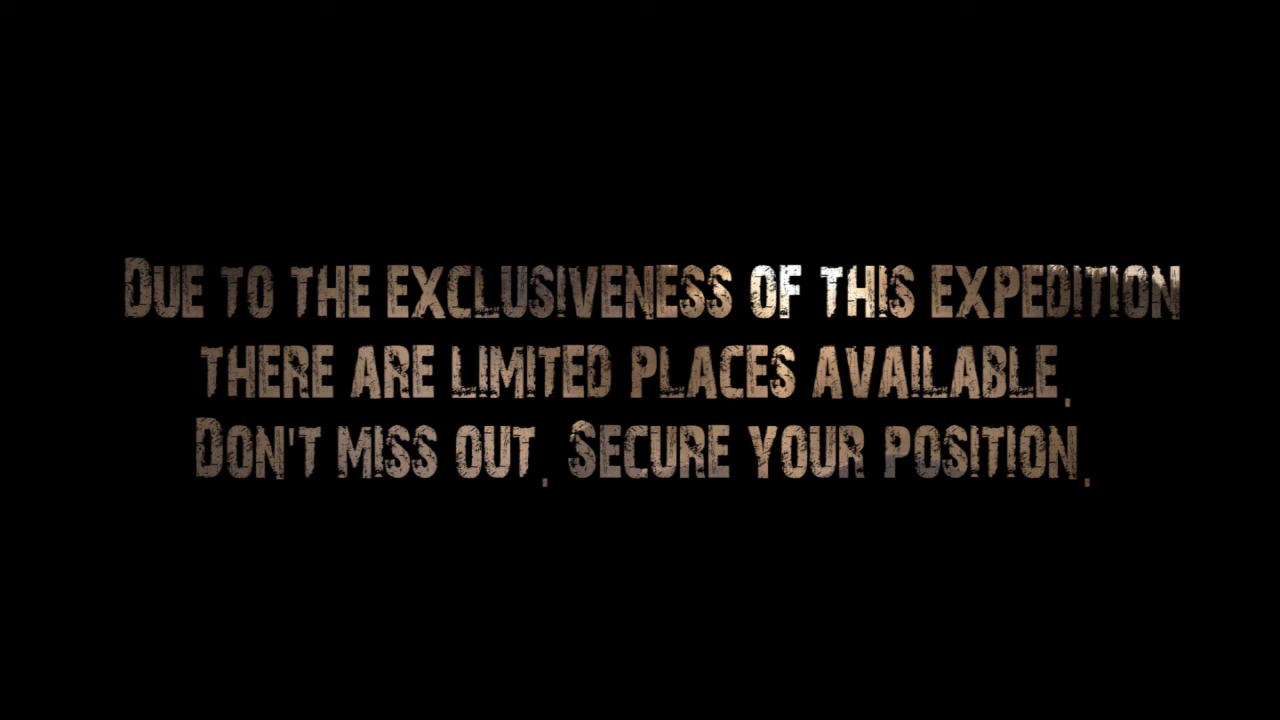 Due to the exclusiveness of this expedition
there are limited places available.
Don't miss out. Secure your position.